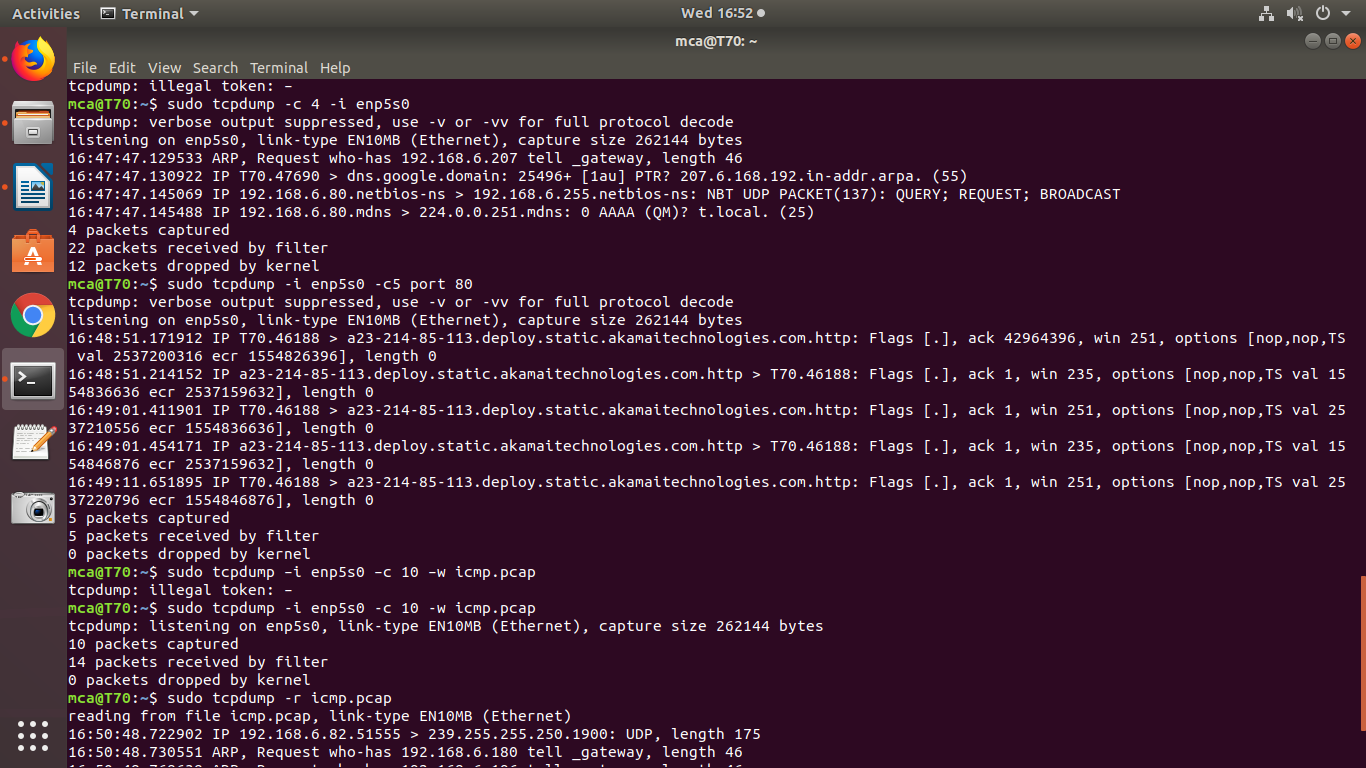 Activities
Terminal
Wed 16:52
mca@T70: ~
File Edit View Search Terminal Help
tcpdump: illegal token: –
mca@T70:~$ sudo tcpdump -c 4 -i enp5s0
tcpdump: verbose output suppressed, use -v or -vv for full protocol decode
listening on enp5s0, link-type EN10MB (Ethernet), capture size 262144 bytes
16:47:47.129533 ARP, Request who-has 192.168.6.207 tell _gateway, length 46
16:47:47.130922 IP T70.47690 > dns.google.domain: 25496+ [1au] PTR? 207.6.168.192.in-addr.arpa. (55)
16:47:47.145069 IP 192.168.6.80.netbios-ns > 192.168.6.255.netbios-ns: NBT UDP PACKET(137): QUERY; REQUEST; BROADCAST
16:47:47.145488 IP 192.168.6.80.mdns > 224.0.0.251.mdns: 0 AAAA (QM)? t.local. (25)
4 packets captured
22 packets received by filter
12 packets dropped by kernel
mca@T70:~$ sudo tcpdump -i enp5s0 -c5 port 80
tcpdump: verbose output suppressed, use -v or -vv for full protocol decode
listening on enp5s0, link-type EN10MB (Ethernet), capture size 262144 bytes
16:48:51.171912 IP T70.46188 > a23-214-85-113.deploy.static.akamaitechnologies.com.http: Flags [.], ack 42964396, win 251, options [nop,nop,TS
val 2537200316 ecr 1554826396], length 0
16:48:51.214152 IP a23-214-85-113.deploy.static.akamaitechnologies.com.http > T70.46188: Flags [.], ack 1, win 235, options [nop,nop,TS val 15
54836636 ecr 2537159632], length 0
16:49:01.411901 IP T70.46188 > a23-214-85-113.deploy.static.akamaitechnologies.com.http: Flags [.], ack 1, win 251, options [nop,nop,TS val 25
37210556 ecr 1554836636], length 0
16:49:01.454171 IP a23-214-85-113.deploy.static.akamaitechnologies.com.http > T70.46188: Flags [.], ack 1, win 235, options [nop,nop,TS val 15
54846876 ecr 2537159632], length 0
16:49:11.651895 IP T70.46188 > a23-214-85-113.deploy.static.akamaitechnologies.com.http: Flags [.], ack 1, win 251, options [nop,nop,TS val 25
37220796 ecr 1554846876], length 0
5 packets captured
5 packets received by filter
0 packets dropped by kernel
mca@T70:~$ sudo tcpdump –i enp5s0 –c 10 –w icmp.pcap
tcpdump: illegal token: –
mca@T70:~$ sudo tcpdump -i enp5s0 -c 10 -w icmp.pcap
tcpdump: listening on enp5s0, link-type EN10MB (Ethernet), capture size 262144 bytes
10 packets captured
14 packets received by filter
0 packets dropped by kernel
mca@T70:~$ sudo tcpdump -r icmp.pcap
reading from file icmp.pcap, link-type EN10MB (Ethernet)
16:50:48.722902 IP 192.168.6.82.51555 > 239.255.255.250.1900: UDP, length 175
16:50:48.730551 ARP, Request who-has 192.168.6.180 tell _gateway, length 46